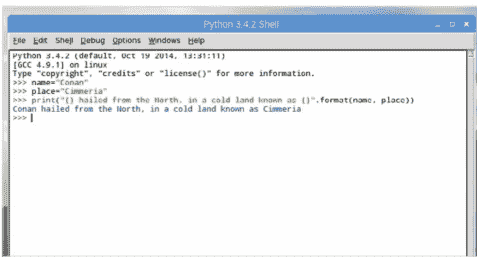 Python 3.4.2 Shell
File Edit Shell Debug Options Windows Help
Python 3.4.2 (default, Oct 19 2014, 13:31:11)
[GCC 4.9.1] on linux
Type "copyright", "credits" or "license()" for more information.
>>> name="Conan"
>>> place="Cimmeria"
>>> print("{} hailed from the North, in a cold land known as {}".format(name, place))
Conan hailed from the North, in a cold land known as Cimmeria
>>>